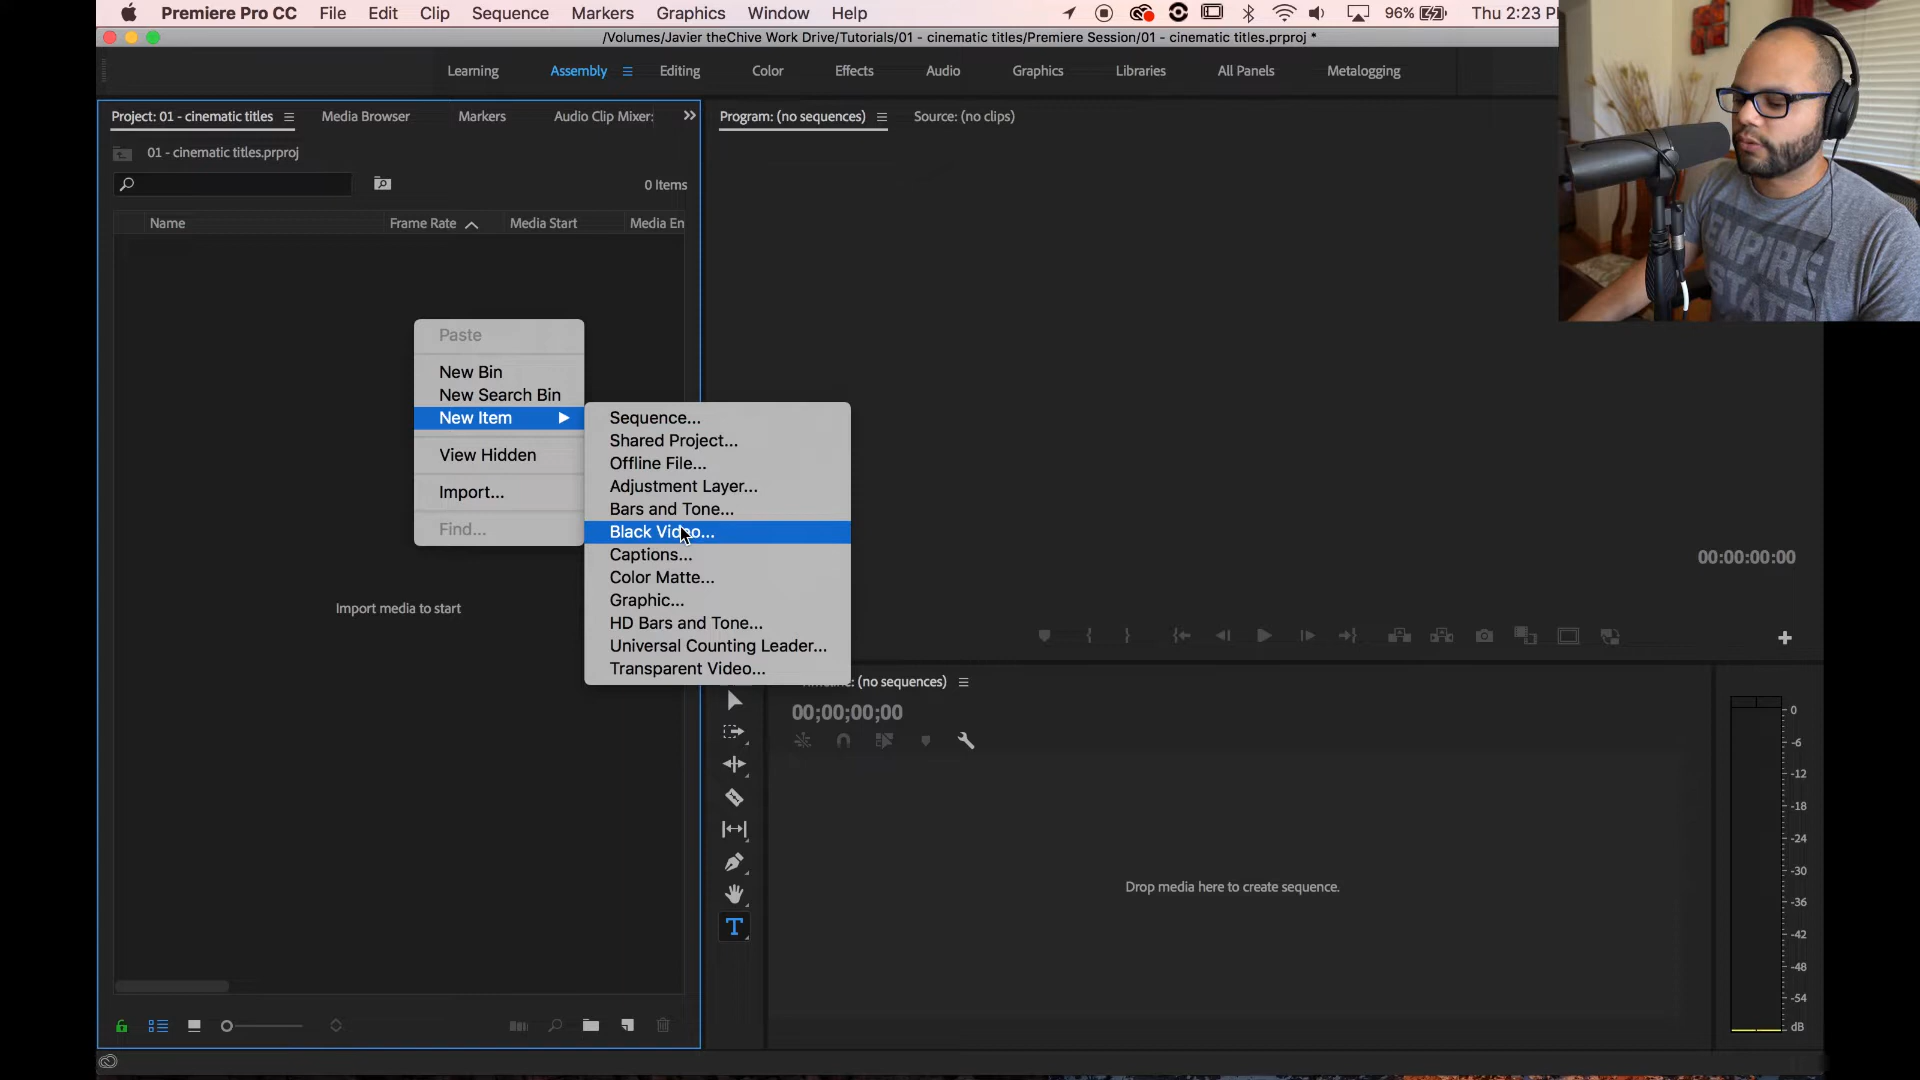 Premiere Pro CC File Edit Clip Sequence Markers Graphics Window Help 96% Thu 2:23 P
/Volumes/Javier theChive Work Drive/Tutorials/01 - cinematic titles/Premiere Session/01 - cinematic titles.prproj *
Learning Assembly Editing Color Effects Audio Graphics Libraries All Panels Metalogging
Project: 01 - cinematic titles Media Browser Markers Audio Clip Mixer: Program: (no sequences) Source: (no clips)
01 - cinematic titles.prproj
0 Items
Name Frame Rate Media Start Media En
Paste
New Bin
New Search Bin
New Item
View Hidden
Import...
Find...
Sequence...
Shared Project...
Offline File...
Adjustment Layer...
Bars and Tone...
Black Video...
Captions...
Color Matte...
Graphic...
HD Bars and Tone...
Universal Counting Leader...
Transparent Video...
Import media to start
00:00:00:00
: (no sequences)
00;00;00;00
Drop media here to create sequence.
T
0
-6
-12
-18
-24
-30
-36
-42
-48
-54
dB
EMPIRE
STATE